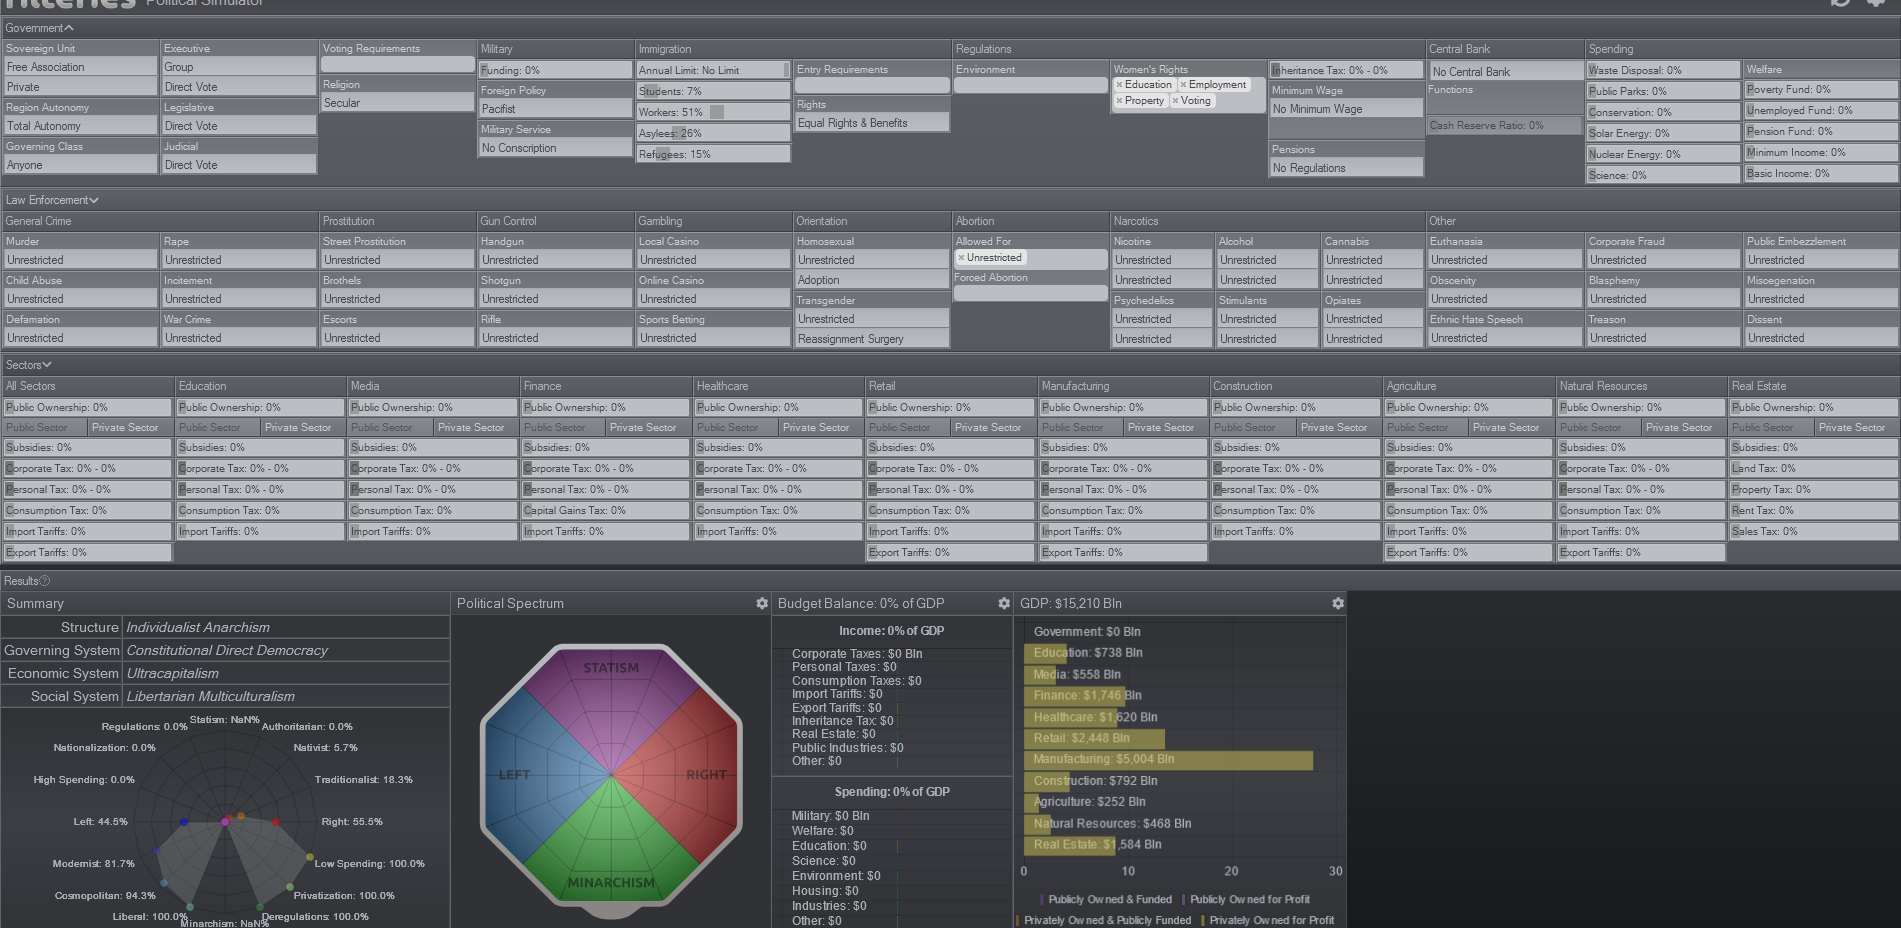 Political Simulator
Government
Sovereign Unit
Free Association
Private
Region Autonomy
Total Autonomy
Governing Class
Anyone
Executive
Group
Direct Vote
Legislative
Direct Vote
Judicial
Direct Vote
Voting Requirements
Religion
Secular
Military
Funding: 0%
Foreign Policy
Pacifist
Military Service
No Conscription
Immigration
Annual Limit: No Limit
Students: 7%
Workers: 51%
Asylees: 26%
Refugees: 15%
Entry Requirements
Rights
Equal Rights & Benefits
Regulations
Environment
Women's Rights
× Education × Employment
× Property × Voting
Inheritance Tax: 0% - 0%
Minimum Wage
No Minimum Wage
Pensions
No Regulations
Central Bank
No Central Bank
Functions
Cash Reserve Ratio: 0%
Spending
Waste Disposal: 0%
Public Parks: 0%
Conservation: 0%
Solar Energy: 0%
Nuclear Energy: 0%
Science: 0%
Welfare
Poverty Fund: 0%
Unemployed Fund: 0%
Pension Fund: 0%
Minimum Income: 0%
Basic Income: 0%
Law Enforcement
General Crime Prostitution Gun Control Gambling Orientation Abortion Narcotics Other
Murder Rape Street Prostitution Handgun Local Casino Homosexual Allowed For Nicotine Alcohol Cannabis Euthanasia Corporate Fraud Public Embezzlement
Unrestricted Unrestricted Unrestricted Unrestricted Unrestricted Unrestricted × Unrestricted Unrestricted Unrestricted Unrestricted Unrestricted Unrestricted Unrestricted
Child Abuse Incitement Brothels Shotgun Online Casino Adoption Forced Abortion Unrestricted Unrestricted Unrestricted Obscenity Blasphemy Miscegenation
Unrestricted Unrestricted Unrestricted Unrestricted Unrestricted Transgender Psychedelics Stimulants Opiates Unrestricted Unrestricted Unrestricted
Defamation War Crime Escorts Rifle Sports Betting Unrestricted Unrestricted Unrestricted Unrestricted Ethnic Hate Speech Treason Dissent
Unrestricted Unrestricted Unrestricted Unrestricted Unrestricted Reassignment Surgery Unrestricted Unrestricted Unrestricted Unrestricted Unrestricted Unrestricted
Sectors
All Sectors Education Media Finance Healthcare Retail Manufacturing Construction Agriculture Natural Resources Real Estate
Public Ownership: 0% Public Ownership: 0% Public Ownership: 0% Public Ownership: 0% Public Ownership: 0% Public Ownership: 0% Public Ownership: 0% Public Ownership: 0% Public Ownership: 0% Public Ownership: 0% Public Ownership: 0%
Public Sector Private Sector Public Sector Private Sector Public Sector Private Sector Public Sector Private Sector Public Sector Private Sector Public Sector Private Sector Public Sector Private Sector Public Sector Private Sector Public Sector Private Sector Public Sector Private Sector Public Sector Private Sector
Subsidies: 0% Subsidies: 0% Subsidies: 0% Subsidies: 0% Subsidies: 0% Subsidies: 0% Subsidies: 0% Subsidies: 0% Subsidies: 0% Subsidies: 0% Subsidies: 0%
Corporate Tax: 0% - 0% Corporate Tax: 0% - 0% Corporate Tax: 0% - 0% Corporate Tax: 0% - 0% Corporate Tax: 0% - 0% Corporate Tax: 0% - 0% Corporate Tax: 0% - 0% Corporate Tax: 0% - 0% Corporate Tax: 0% - 0% Corporate Tax: 0% - 0% Land Tax: 0%
Personal Tax: 0% - 0% Personal Tax: 0% - 0% Personal Tax: 0% - 0% Personal Tax: 0% - 0% Personal Tax: 0% - 0% Personal Tax: 0% - 0% Personal Tax: 0% - 0% Personal Tax: 0% - 0% Personal Tax: 0% - 0% Personal Tax: 0% - 0% Property Tax: 0%
Consumption Tax: 0% Consumption Tax: 0% Consumption Tax: 0% Capital Gains Tax: 0% Consumption Tax: 0% Consumption Tax: 0% Consumption Tax: 0% Consumption Tax: 0% Consumption Tax: 0% Consumption Tax: 0% Rent Tax: 0%
Import Tariffs: 0% Import Tariffs: 0% Import Tariffs: 0% Import Tariffs: 0% Import Tariffs: 0% Import Tariffs: 0% Import Tariffs: 0% Import Tariffs: 0% Import Tariffs: 0% Import Tariffs: 0% Sales Tax: 0%
Export Tariffs: 0% Export Tariffs: 0% Export Tariffs: 0% Export Tariffs: 0% Export Tariffs: 0%
Results
Summary
Structure Individualist Anarchism
Governing System Constitutional Direct Democracy
Economic System Ultracapitalism
Social System Libertarian Multiculturalism
Statism: NaN%
Regulations: 0.0% Authoritarian: 0.0%
Nationalization: 0.0% Nativist: 5.7%
High Spending: 0.0% Traditionalist: 18.3%
Left: 44.5% Right: 55.5%
Modernist: 81.7% Low Spending: 100.0%
Cosmopolitan: 94.3% Privatization: 100.0%
Liberal: 100.0% Deregulations: 100.0%
Minarchism: NaN%
Political Spectrum
STATISM
LEFT RIGHT
MINARCHISM
Budget Balance: 0% of GDP
Income: 0% of GDP
Corporate Taxes: $0 Bln
Personal Taxes: $0
Consumption Taxes: $0
Import Tariffs: $0
Export Tariffs: $0
Inheritance Tax: $0
Real Estate: $0
Public Industries: $0
Other: $0
Spending: 0% of GDP
Military: $0 Bln
Welfare: $0
Education: $0
Science: $0
Environment: $0
Housing: $0
Industries: $0
Other: $0
GDP: $15,210 Bln
Government: $0 Bln
Education: $738 Bln
Media: $558 Bln
Finance: $1,746 Bln
Healthcare: $1,620 Bln
Retail: $2,448 Bln
Manufacturing: $5,004 Bln
Construction: $792 Bln
Agriculture: $252 Bln
Natural Resources: $468 Bln
Real Estate: $1,584 Bln
0 10 20 30
Publicly Owned & Funded Publicly Owned for Profit
Privately Owned & Publicly Funded Privately Owned for Profit